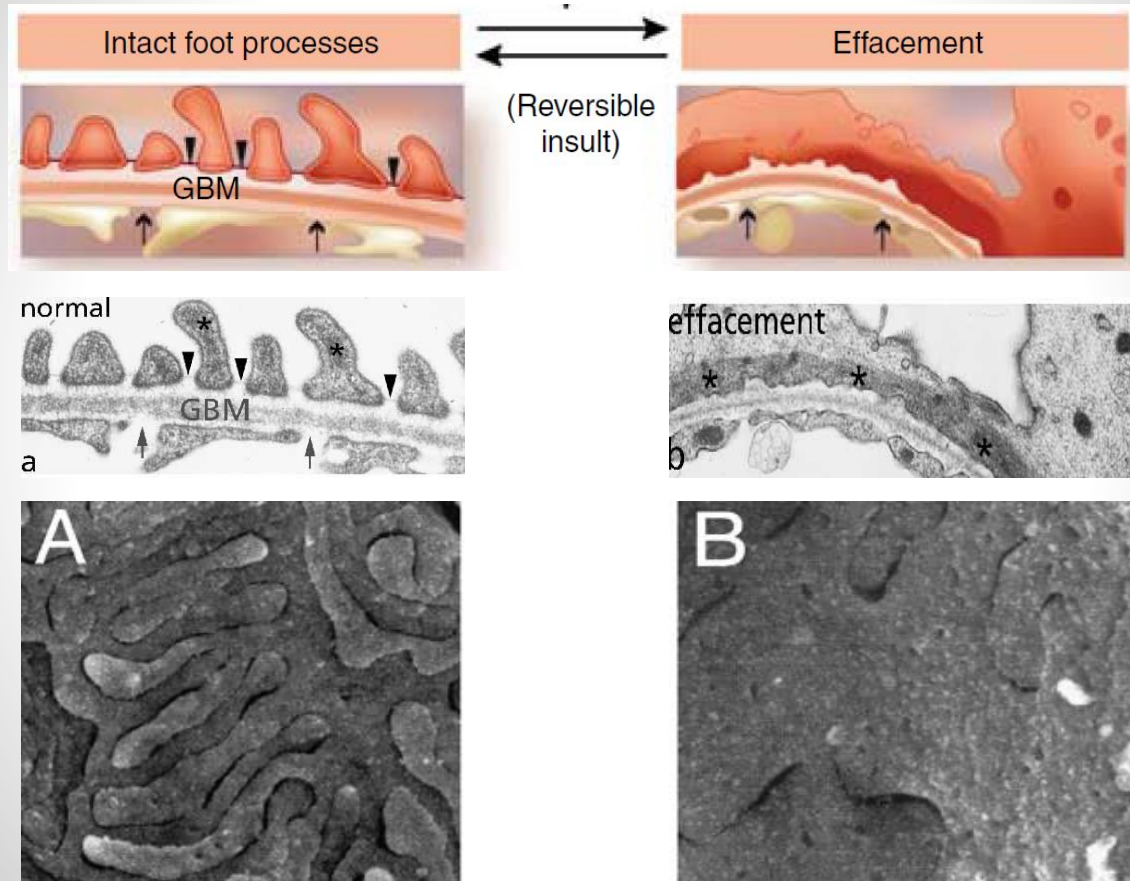 Intact foot processes
Effacement
(Reversible
insult)
GBM
normal
GBM
a
effacement
b
A
B